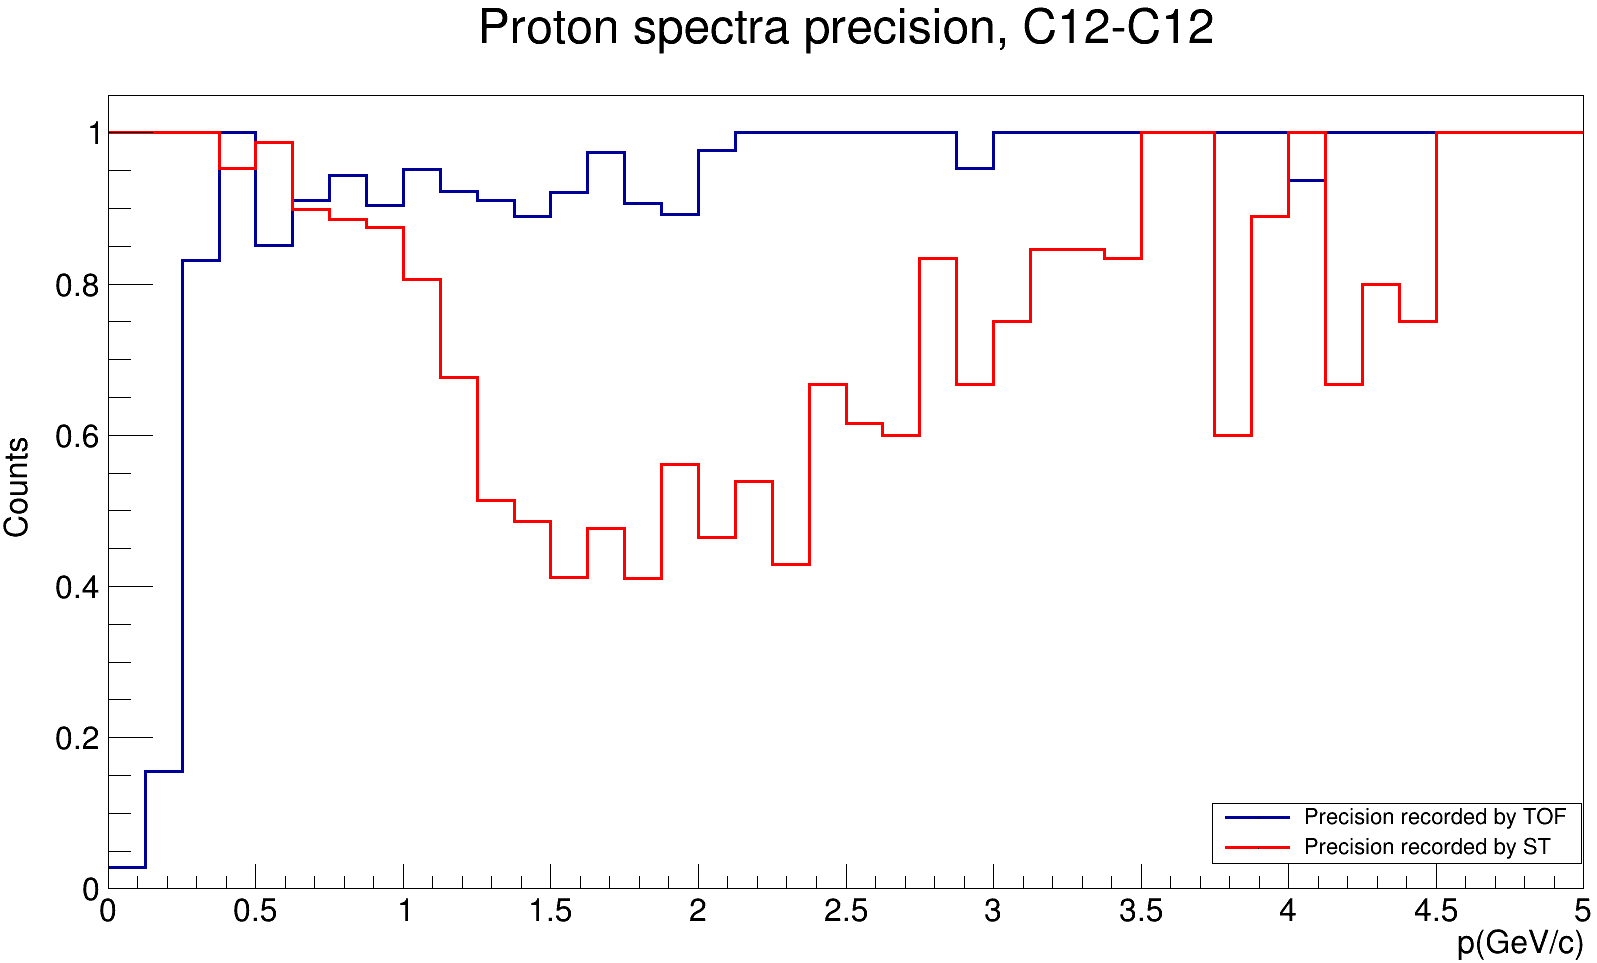 Proton spectra precision, C12-C12
Counts
1
0.8
0.6
0.4
0.2
0
Precision recorded by TOF
Precision recorded by ST
0 0.5 1 1.5 2 2.5 3 3.5 4 4.5 5
p(GeV/c)